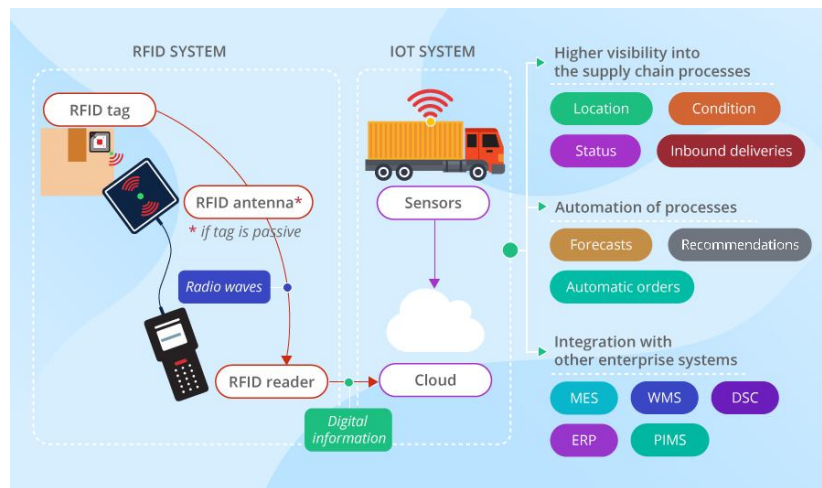 RFID SYSTEM
RFID tag
RFID antenna*
* if tag is passive
Radio waves
RFID reader
Digital
information
IOT SYSTEM
Sensors
Cloud
Higher visibility into
the supply chain processes
Location
Condition
Status
Inbound deliveries
Automation of processes
Forecasts
Recommendations
Automatic orders
Integration with
other enterprise systems
MES
WMS
DSC
ERP
PIMS